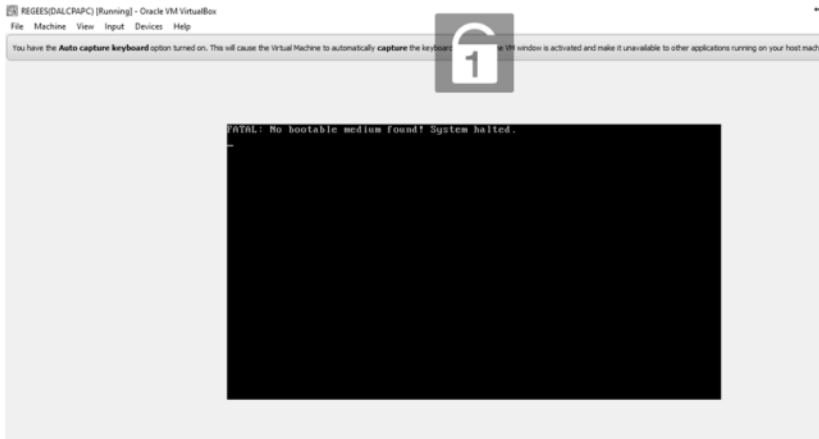 REGEES(DALCPAPC) [Running] - Oracle VM VirtualBox
File Machine View Input Devices Help
You have the Auto capture keyboard option turned on. This will cause the Virtual Machine to automatically capture the keyboard VM window is activated and make it unavailable to other applications running on your host mach
1
FATAL: No bootable medium found! System halted.